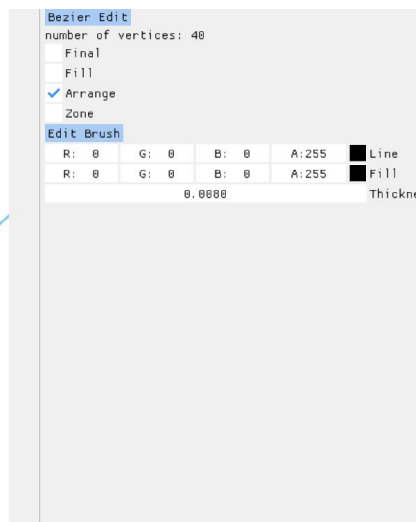 Bezier Edit
number of vertices: 40
Final
Fill
Arrange
Zone
Edit Brush
R: 0 G: 0 B: 0 A:255 Line
R: 0 G: 0 B: 0 A:255 Fill
0.0080 Thickne